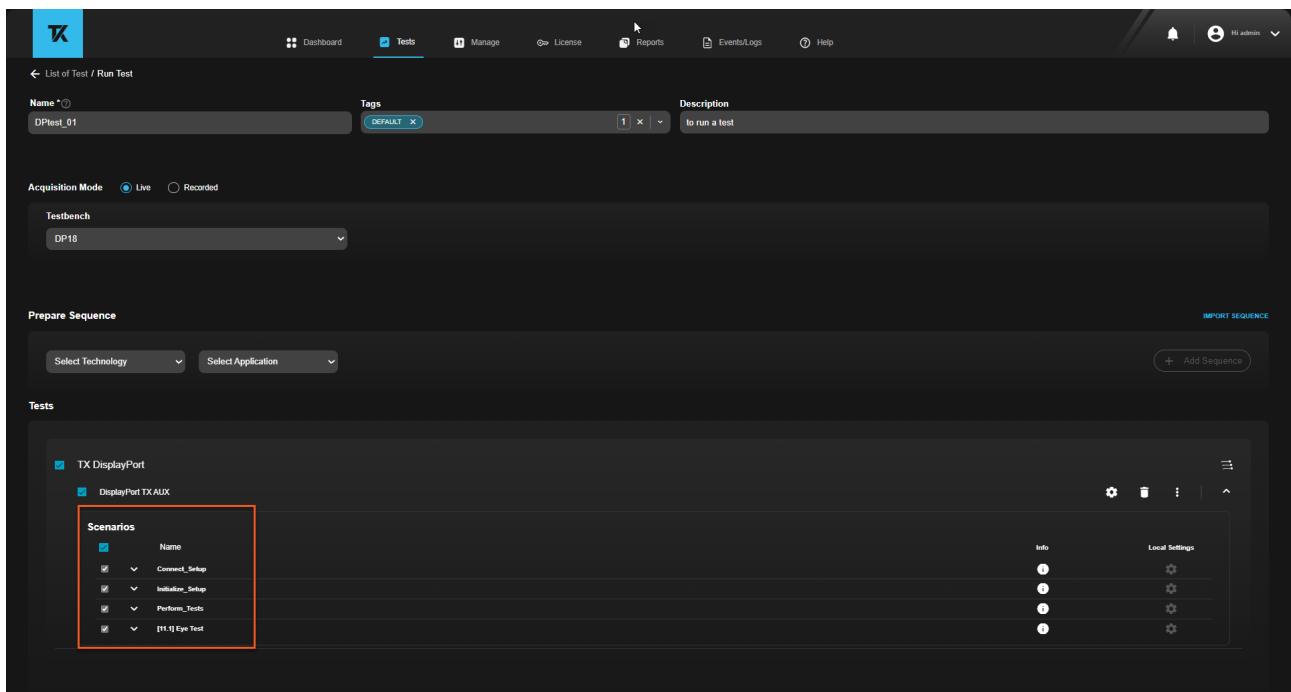 TK
Dashboard Tests Manage License Reports Events/Logs Help Hi admin
List of Test / Run Test
Name * Tags Description
DPtest_01 DEFAULT 1 to run a test
Acquisition Mode Live Recorded
Testbench
DP18
Prepare Sequence IMPORT SEQUENCE
Select Technology Select Application + Add Sequence
Tests
TX DisplayPort
DisplayPort TX AUX
Scenarios
Name Info Local Settings
Connect_Setup
Initialize_Setup
Perform_Tests
[11.1] Eye Test